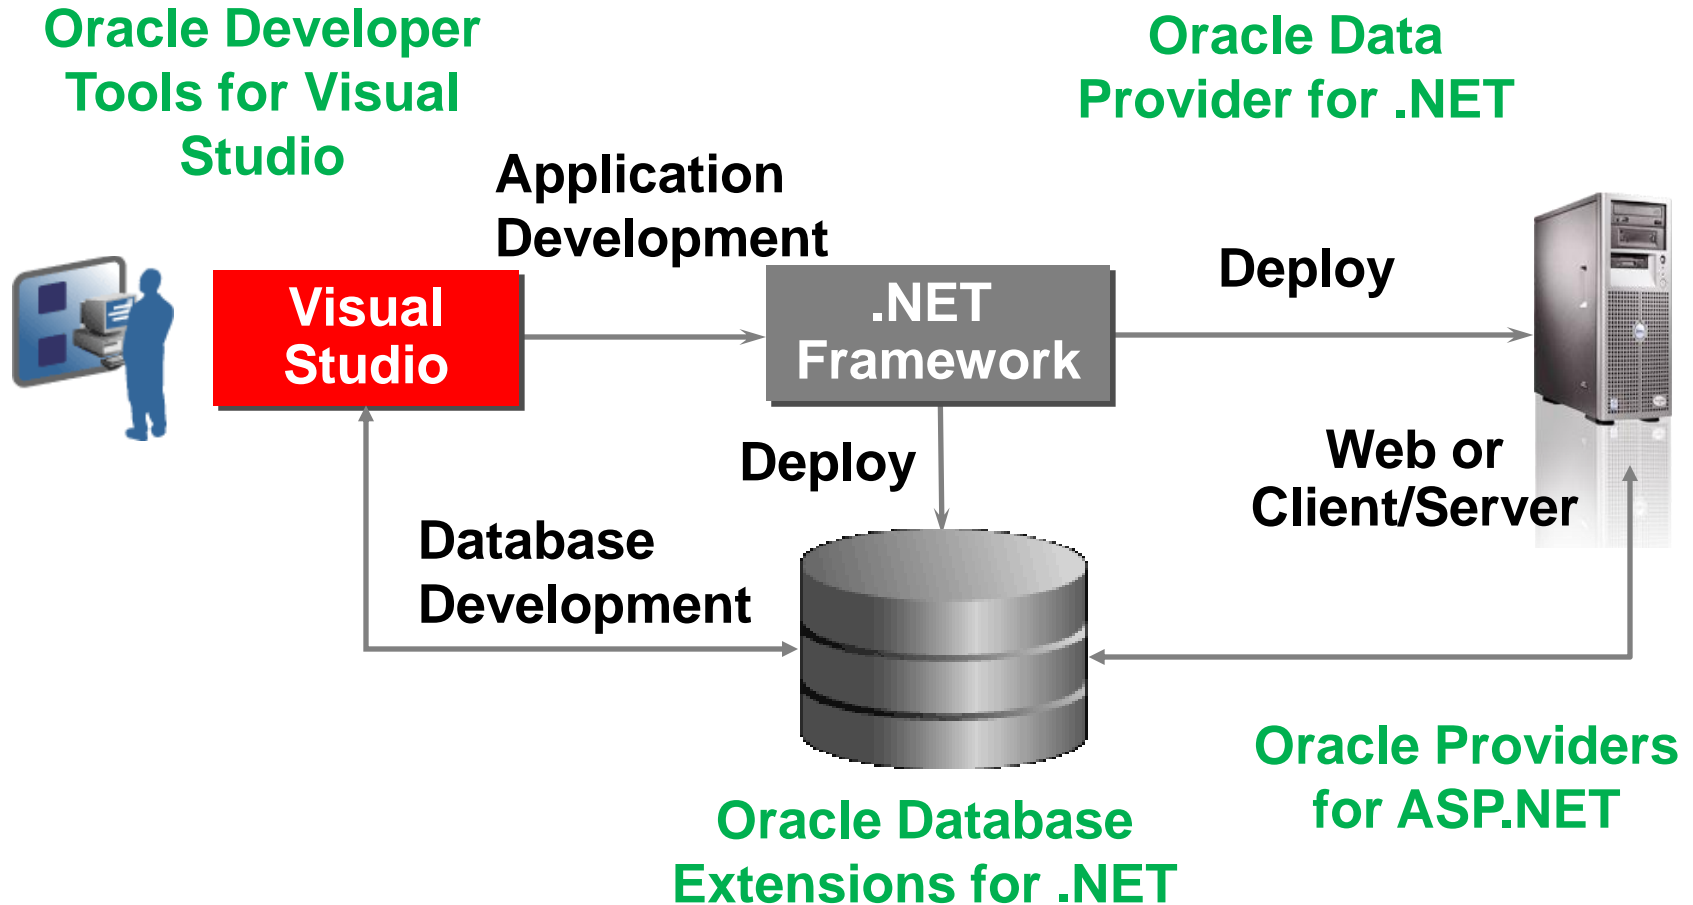 Oracle Developer
Tools for Visual
Studio
Oracle Data
Provider for .NET
Application
Development
Deploy
Visual
Studio
.NET
Framework
Deploy
Web or
Client/Server
Database
Development
Oracle Providers
for ASP.NET
Oracle Database
Extensions for .NET